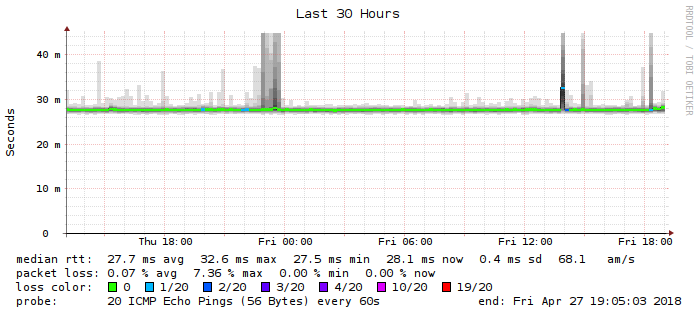 Last 30 Hours
RRDTOOL / TOBI OETIKER
Seconds
40 m
30 m
20 m
10 m
0
Thu 18:00 Fri 00:00 Fri 06:00 Fri 12:00 Fri 18:00
median rtt: 27.7 ms avg 32.6 ms max 27.5 ms min 28.1 ms now 0.4 ms sd 68.1 am/s
packet loss: 0.07 % avg 7.36 % max 0.00 % min 0.00 % now
loss color: 0 1/20 2/20 3/20 4/20 10/20 19/20
probe: 20 ICMP Echo Pings (56 Bytes) every 60s end: Fri Apr 27 19:05:03 2018